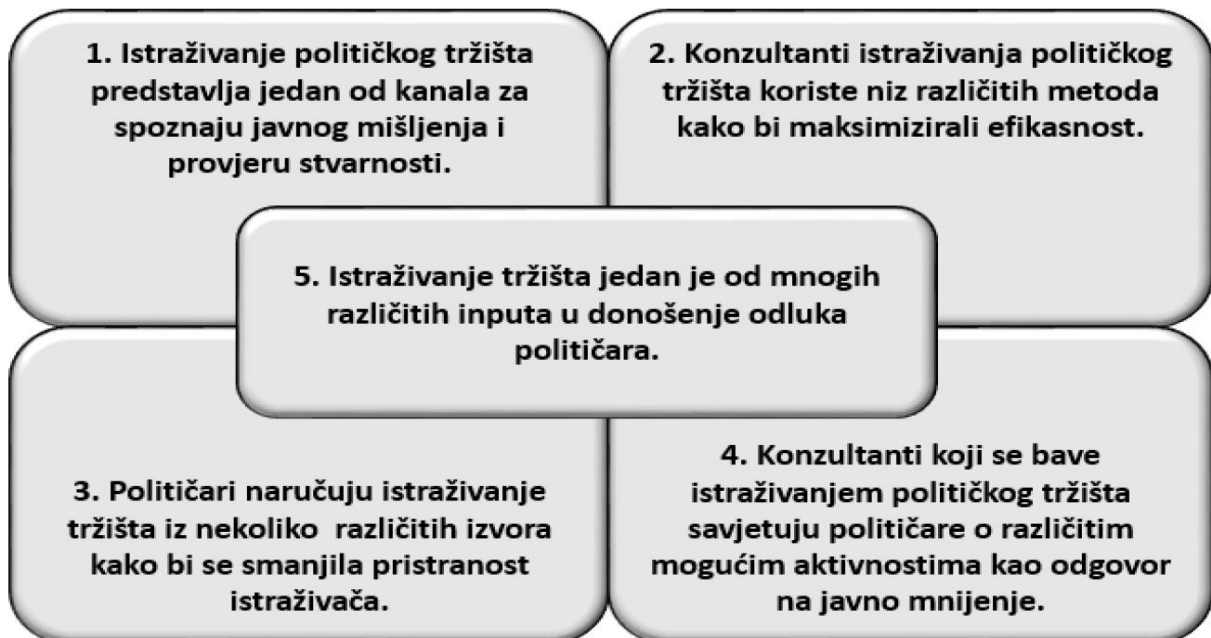 1. Istraživanje političkog tržišta
predstavlja jedan od kanala za
spoznaju javnog mišljenja i
provjeru stvarnosti.
2. Konzultanti istraživanja političkog
tržišta koriste niz različitih metoda
kako bi maksimizirali efikasnost.
5. Istraživanje tržišta jedan je od mnogih
različitih inputa u donošenje odluka
političara.
3. Političari naručuju istraživanje
tržišta iz nekoliko različitih izvora
kako bi se smanjila pristranost
istraživača.
4. Konzultanti koji se bave
istraživanjem političkog tržišta
savjetuju političare o različitim
mogućim aktivnostima kao odgovor
na javno mnijenje.